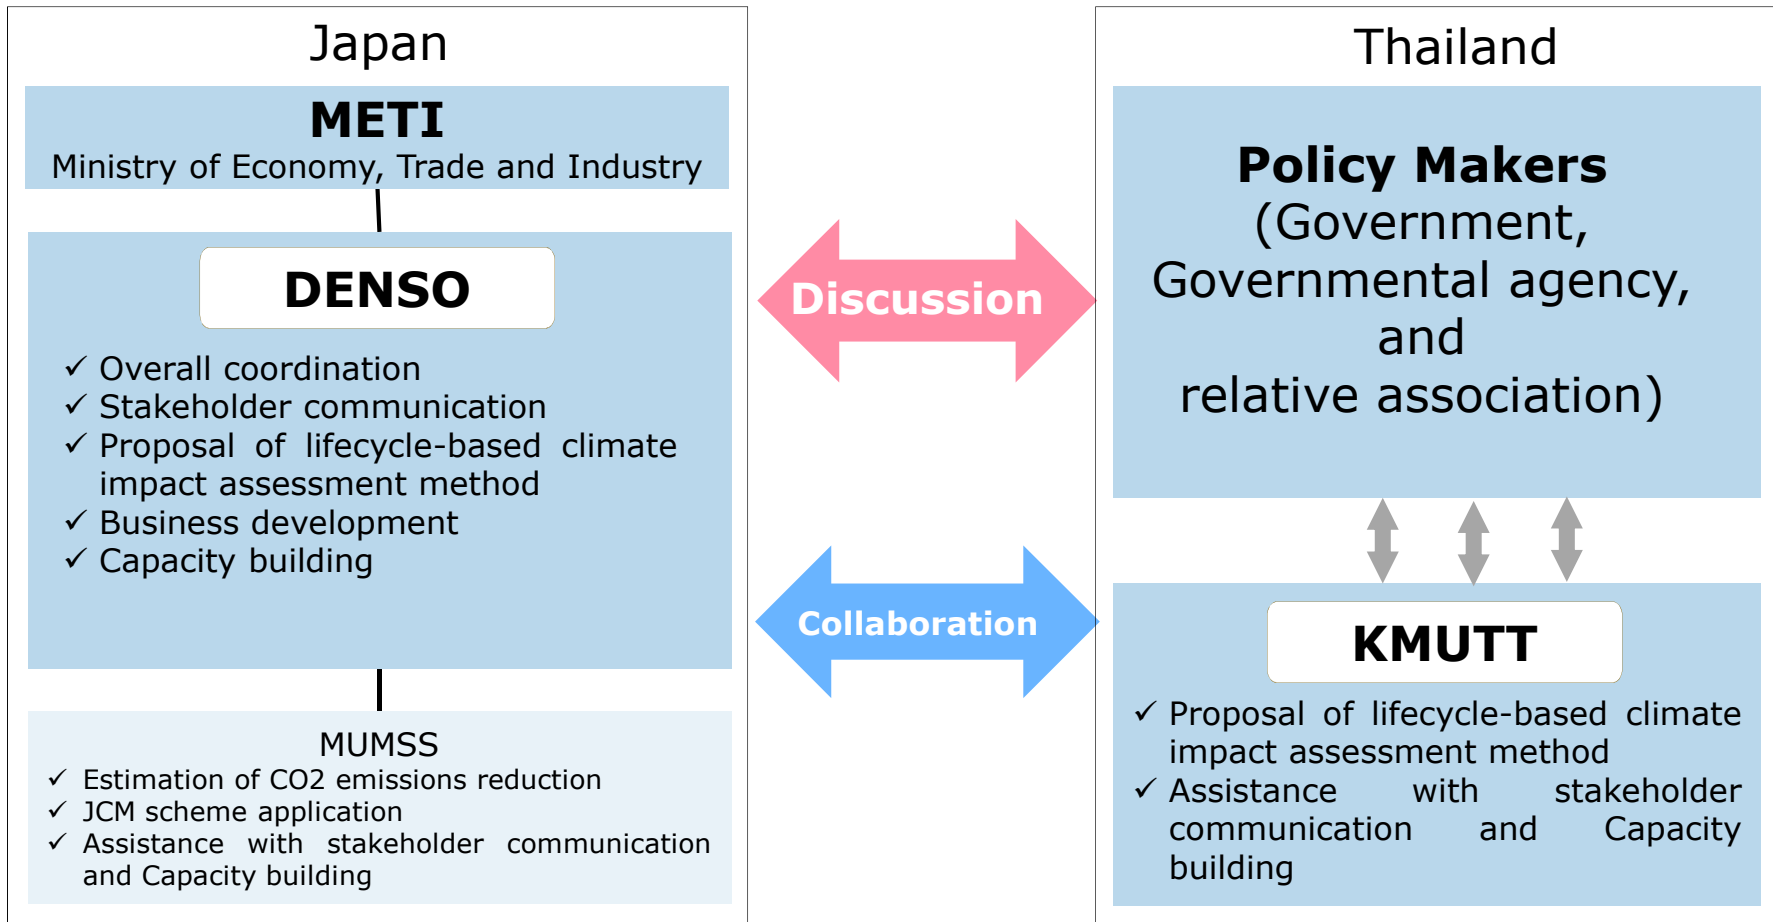 Japan
METI
Ministry of Economy, Trade and Industry
DENSO
✓ Overall coordination
✓ Stakeholder communication
✓ Proposal of lifecycle-based climate
impact assessment method
✓ Business development
✓ Capacity building
MUMSS
✓ Estimation of CO2 emissions reduction
✓ JCM scheme application
✓ Assistance with stakeholder communication
and Capacity building
Discussion
Collaboration
Thailand
Policy Makers
(Government,
Governmental agency,
and
relative association)
KMUTT
✓ Proposal of lifecycle-based climate
impact assessment method
✓ Assistance with stakeholder
communication and Capacity
building